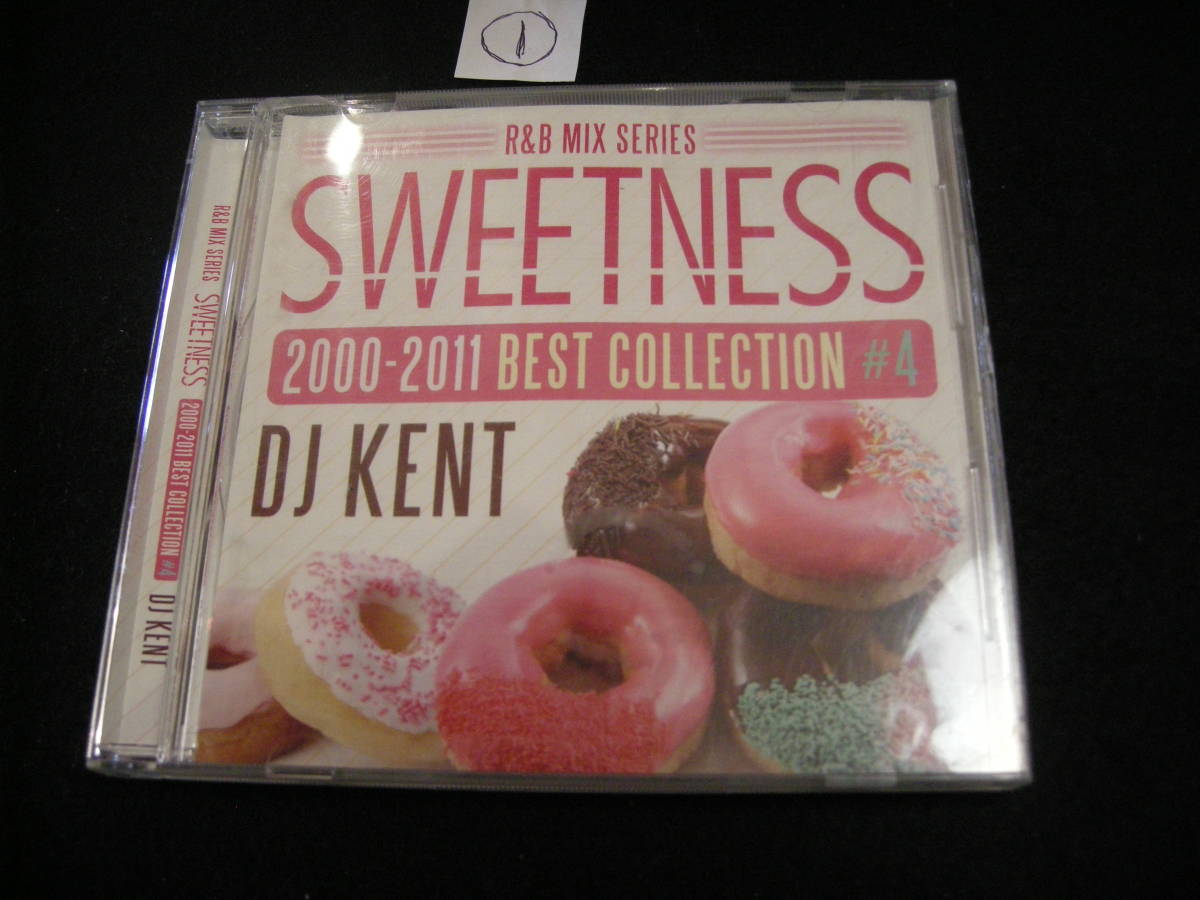 1
R&B MIX SERIES
SWEETNESS
2000-2011 BEST COLLECTION #4
DJ KENT
R&B MIX SERIES SWEETNESS 2000-2011 BEST COLLECTION #4 DJ KENT